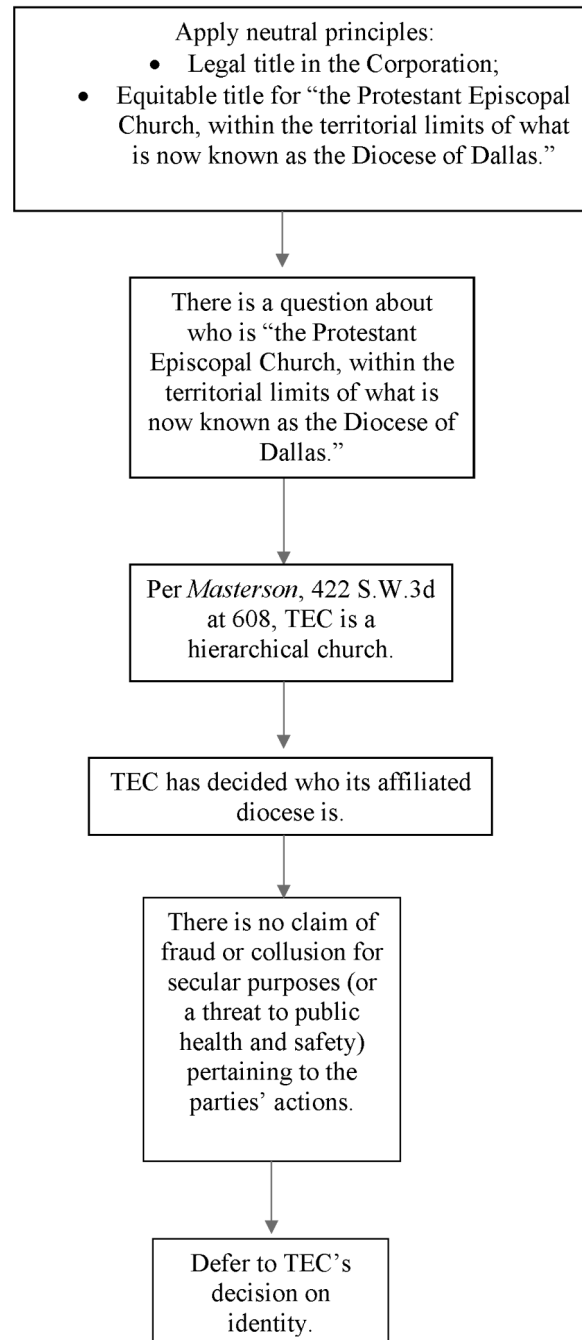 Apply neutral principles:
• Legal title in the Corporation;
• Equitable title for “the Protestant Episcopal
Church, within the territorial limits of what
is now known as the Diocese of Dallas.”
There is a question about
who is “the Protestant
Episcopal Church, within the
territorial limits of what is
now known as the Diocese of
Dallas.”
Per Masterson, 422 S.W.3d
at 608, TEC is a
hierarchical church.
TEC has decided who its affiliated
diocese is.
There is no claim of
fraud or collusion for
secular purposes (or
a threat to public
health and safety)
pertaining to the
parties’ actions.
Defer to TEC’s
decision on
identity.